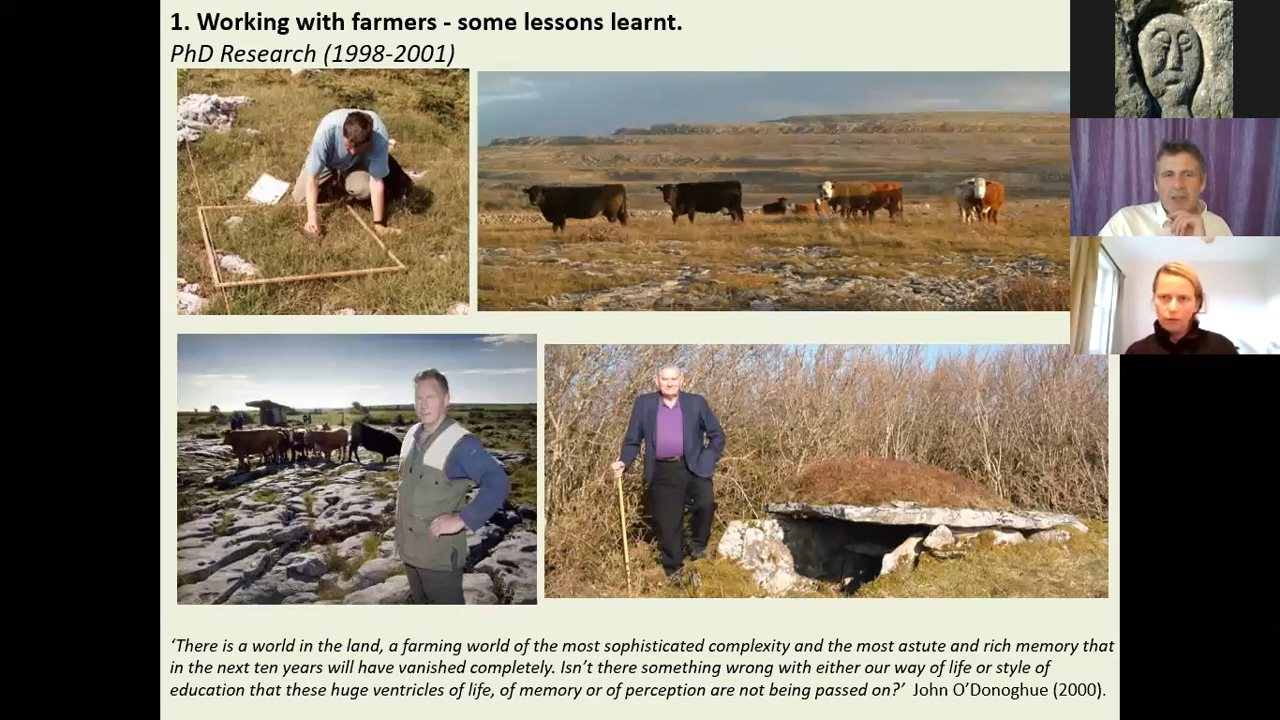 1. Working with farmers - some lessons learnt.
PhD Research (1998-2001)
‘There is a world in the land, a farming world of the most sophisticated complexity and the most astute and rich memory that
in the next ten years will have vanished completely. Isn’t there something wrong with either our way of life or style of
education that these huge ventricles of life, of memory or of perception are not being passed on?’ John O’Donoghue (2000).